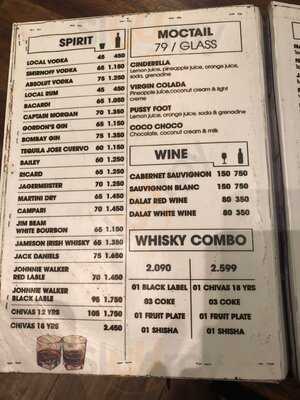 SPIRIT
LOCAL VODKA 45 450
SMIRNOFF VODKA 65 1.150
ABSOLUT VODKA 75 1.250
LOCAL RUM 45 450
BACARDI 65 1.050
CAPTAIN MORGAN 70 1.350
GORDON'S GIN 65 1.150
BOMBAY GIN 75 1.350
TEQUILA JOSE CUERVO 60 1.250
BAILEY 60 1.250
RICARD 65 1.250
JAGERMEISTER 70 1.250
MARTINI DRY 65 1.250
CAMPARI 70 1.450
JIM BEAM
WHITE BOURBON 65 1.150
JAMESON IRISH WHISKY 65 1.350
JACK DANIELS 75 1.650
JOHNNIE WALKER
RED LABLE 70 1.450
JOHNNIE WALKER
BLACK LABLE 95 1.750
CHIVAS 12 YRS 105 1.750
CHIVAS 18 YRS 2.450
MOCTAIL
79 / GLASS
CINDERELLA
Lemon juice, pineapple juice, orange juice,
soda, grenadine
VIRGIN COLADA
Pineapple juice,coconut cream & light
creme
PUSSY FOOT
Lemon juice, orange juice, soda & grenadine
COCO CHOCO
Chocolate, coconut cream & milk
WINE
CABERNET SAUVIGNON 150 750
SAUVIGNON BLANC 150 750
DALAT RED WINE 80 350
DALAT WHITE WINE 80 350
WHISKY COMBO
2.090 2.599
01 BLACK LABEL 01 CHIVAS 18 YRS
03 COKE 03 COKE
01 FRUIT PLATE 01 FRUIT PLATE
01 SHISHA 01 SHISHA